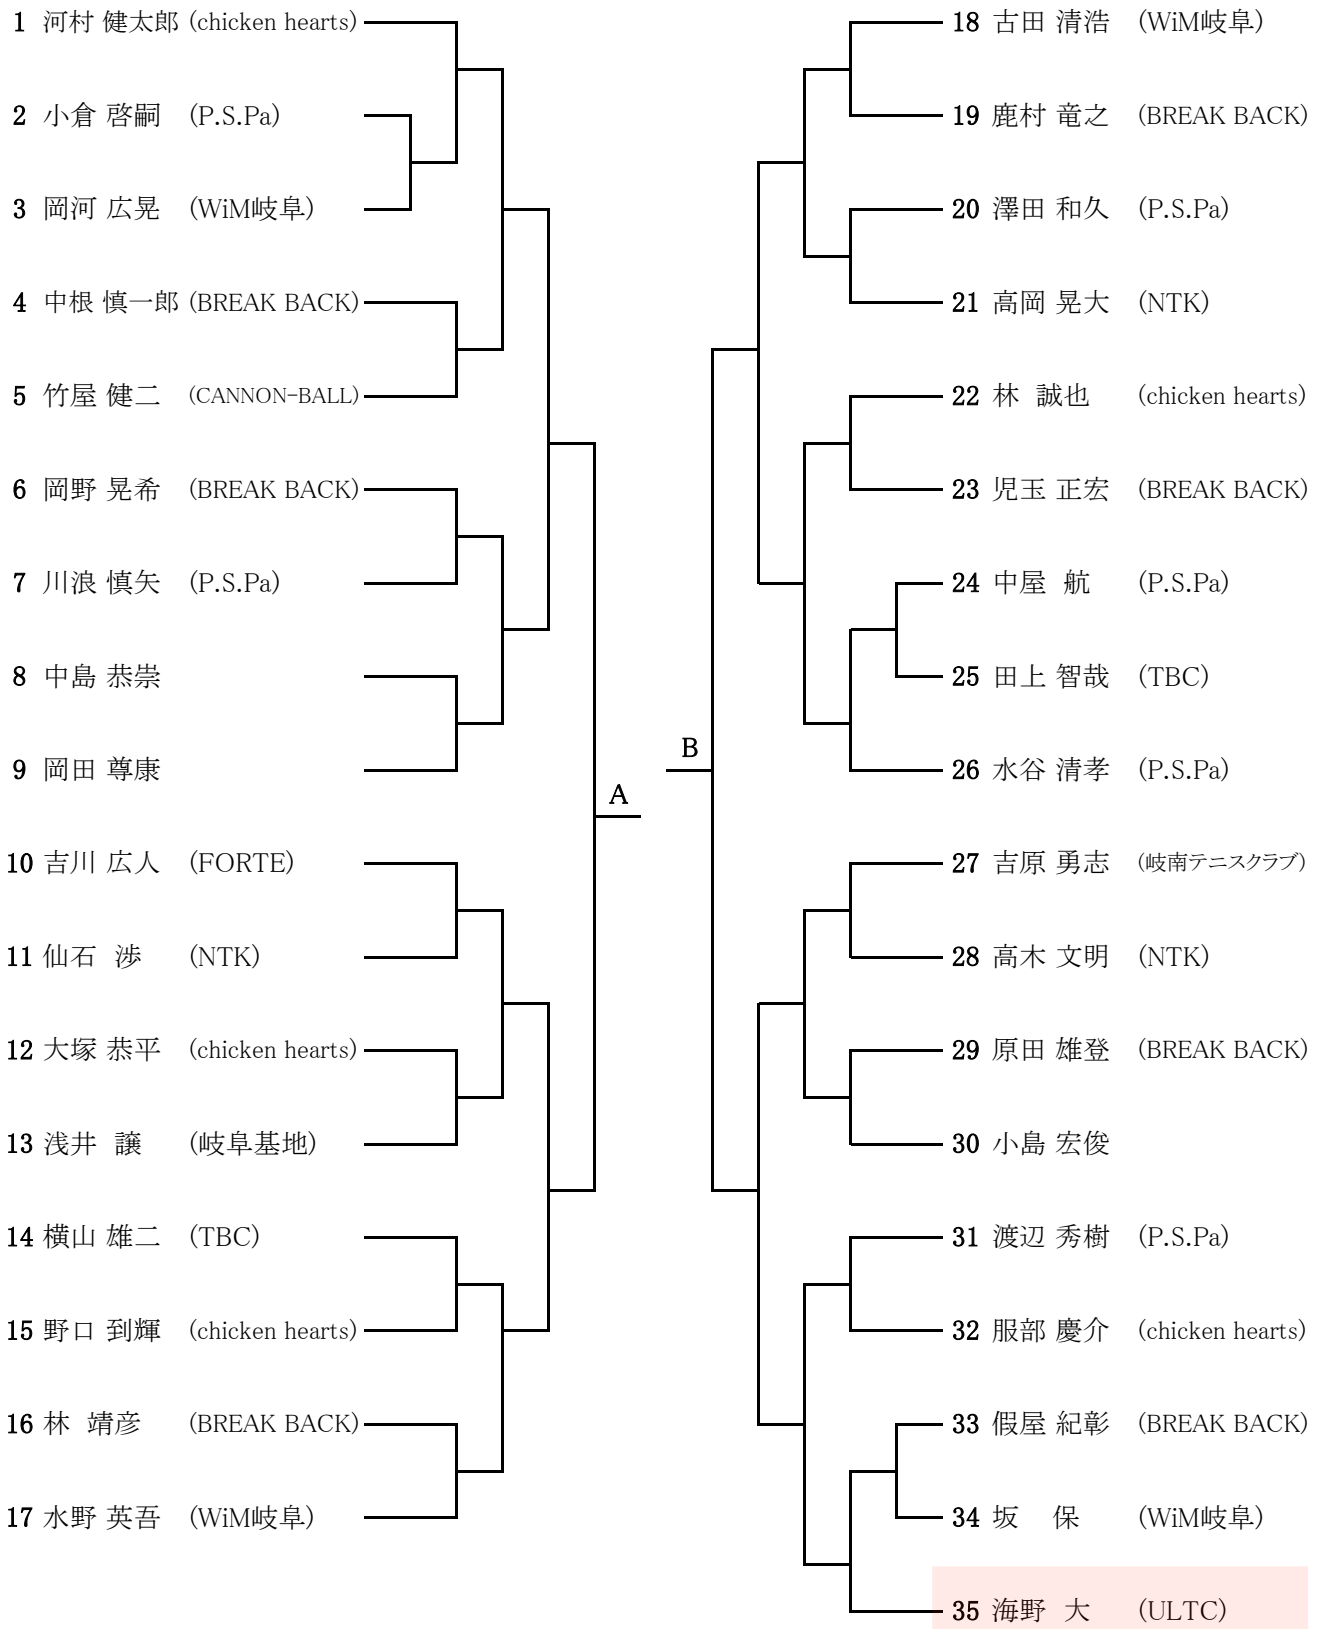 1 河村 健太郎 (chicken hearts)
2 小倉 啓嗣 (P.S.Pa)
3 岡河 広晃 (WiM岐阜)
4 中根 慎一郎 (BREAK BACK)
5 竹屋 健二 (CANNON-BALL)
6 岡野 晃希 (BREAK BACK)
7 川浪 慎矢 (P.S.Pa)
8 中島 恭崇
9 岡田 尊康
10 吉川 広人 (FORTE)
11 仙石 渉 (NTK)
12 大塚 恭平 (chicken hearts)
13 浅井 譲 (岐阜基地)
14 横山 雄二 (TBC)
15 野口 到輝 (chicken hearts)
16 林 靖彦 (BREAK BACK)
17 水野 英吾 (WiM岐阜)
A
B
18 古田 清浩 (WiM岐阜)
19 鹿村 竜之 (BREAK BACK)
20 澤田 和久 (P.S.Pa)
21 高岡 晃大 (NTK)
22 林 誠也 (chicken hearts)
23 児玉 正宏 (BREAK BACK)
24 中屋 航 (P.S.Pa)
25 田上 智哉 (TBC)
26 水谷 清孝 (P.S.Pa)
27 吉原 勇志 (岐南テニスクラブ)
28 高木 文明 (NTK)
29 原田 雄登 (BREAK BACK)
30 小島 宏俊
31 渡辺 秀樹 (P.S.Pa)
32 服部 慶介 (chicken hearts)
33 假屋 紀彰 (BREAK BACK)
34 坂 保 (WiM岐阜)
35 海野 大 (ULTC)